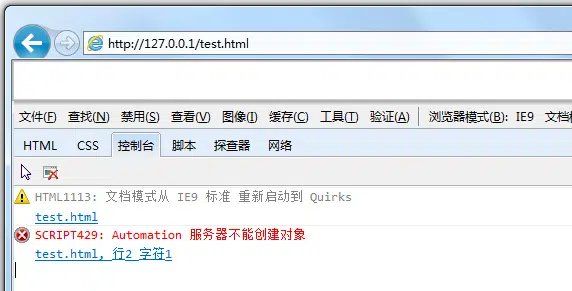 http://127.0.0.1/test.html
文件(F) 查找(N) 禁用(S) 查看(V) 图像(I) 缓存(C) 工具(T) 验证(A) 浏览器模式(B): IE9 文档模
HTML CSS 控制台 脚本 探查器 网络
HTML1113: 文档模式从 IE9 标准 重新启动到 Quirks
test.html
SCRIPT429: Automation 服务器不能创建对象
test.html, 行2 字符1